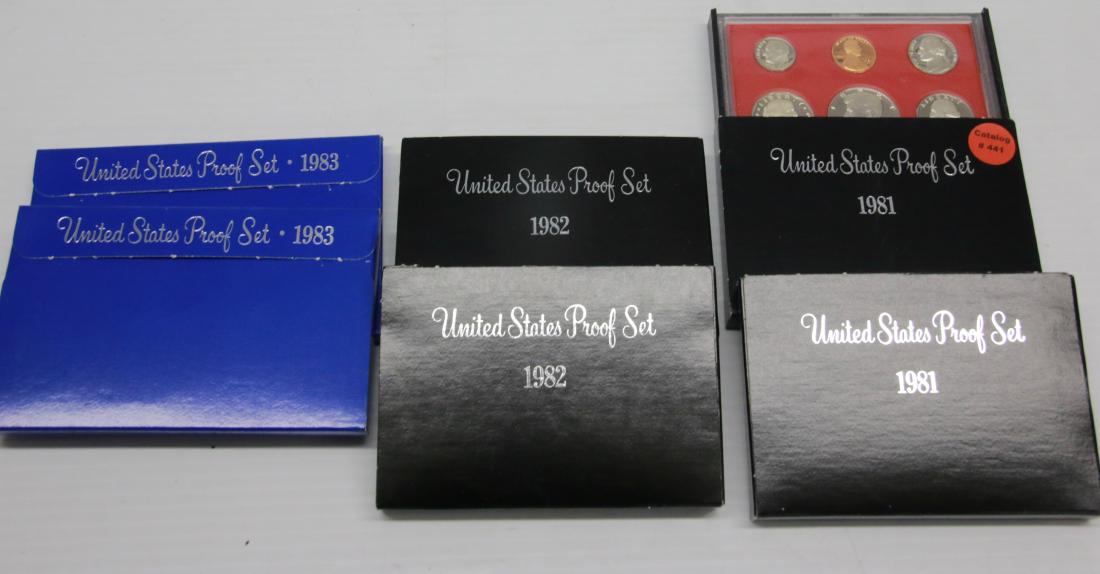 United States Proof Set · 1983
United States Proof Set · 1983
United States Proof Set
1982
United States Proof Set
1982
Catalog
# 441
United States Proof Set
1981
United States Proof Set
1981